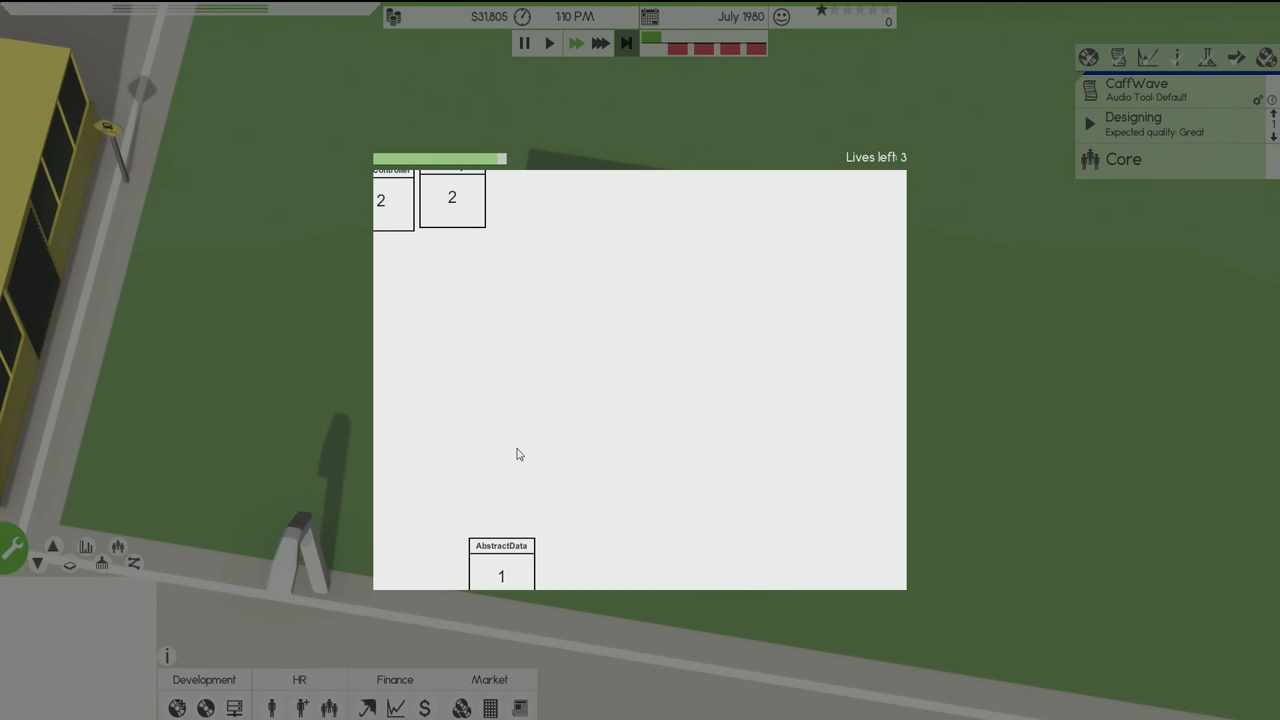 $31,805
1:10 PM
July 1980
0
CaffWave
Audio Tool: Default
Designing
Expected quality: Great
1
Core
Lives left: 3
2
2
AbstractData
1
i
Development
HR
Finance
Market